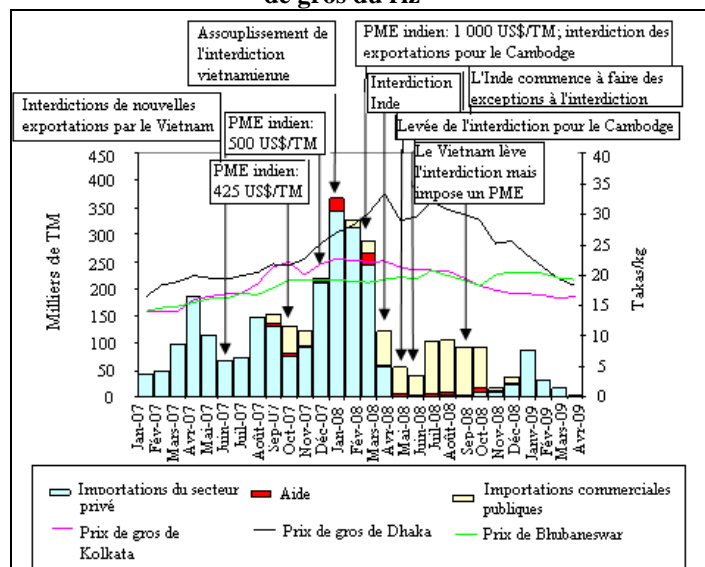 de gros du riz
Assouplissement de
l'interdiction
vietnamienne
PME indien: 1 000 US$/TM; interdiction des
exportations pour le Cambodge
Interdiction
Inde
L'Inde commence à faire des
exceptions à l'interdiction
Interdictions de nouvelles
exportations par le Vietnam
PME indien:
500 US$/TM
Levée de l'interdiction pour le Cambodge
PME indien:
425 US$/TM
Le Vietnam lève
l'interdiction mais
impose un PME
Milliers de TM
450
400
350
300
250
200
150
100
50
0
40
35
30
25
20
15
10
5
0
Takas/kg
Jan-07
Fév-07
Mars-07
Avr-07
Mai-07
Juin-07
Juil-07
Août-07
Sep-07
Oct-07
Nov-07
Déc-07
Jan-08
Fév-08
Mars-08
Avr-08
Mai-08
Juin-08
Juil-08
Août-08
Sep-08
Oct-08
Nov-08
Déc-08
Janv-09
Fév-09
Mars-09
Avr-09
Importations du secteur
privé
Aide
Importations commerciales
publiques
Prix de gros de
Kolkata
Prix de gros de Dhaka
Prix de Bhubaneswar